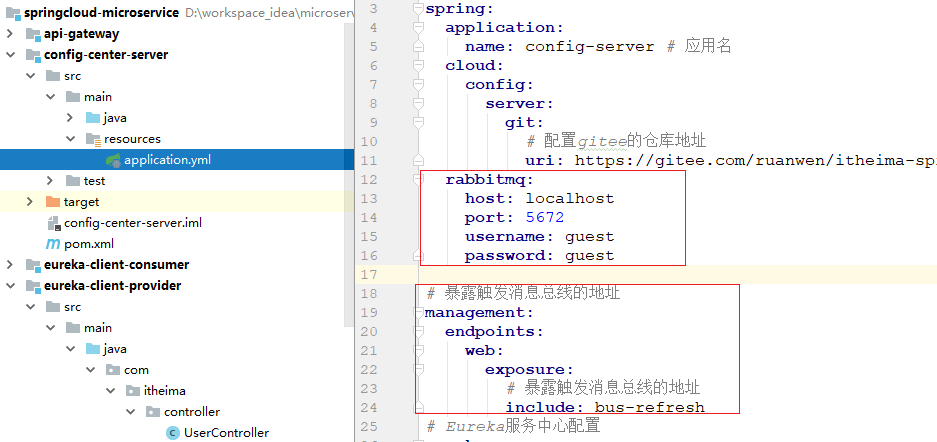 springcloud-microservice D:\workspace_idea\microserv
api-gateway
config-center-server
src
main
java
resources
application.yml
test
target
config-center-server.iml
pom.xml
eureka-client-consumer
eureka-client-provider
src
main
java
com
itheima
controller
UserController
3 spring:
4 application:
5 name: config-server # 应用名
6 cloud:
7 config:
8 server:
9 git:
10 # 配置gitee的仓库地址
11 uri: https://gitee.com/ruanwen/itheima-sp
12 rabbitmq:
13 host: localhost
14 port: 5672
15 username: guest
16 password: guest
17
18 # 暴露触发消息总线的地址
19 management:
20 endpoints:
21 web:
22 exposure:
23 # 暴露触发消息总线的地址
24 include: bus-refresh
25 # Eureka服务中心配置